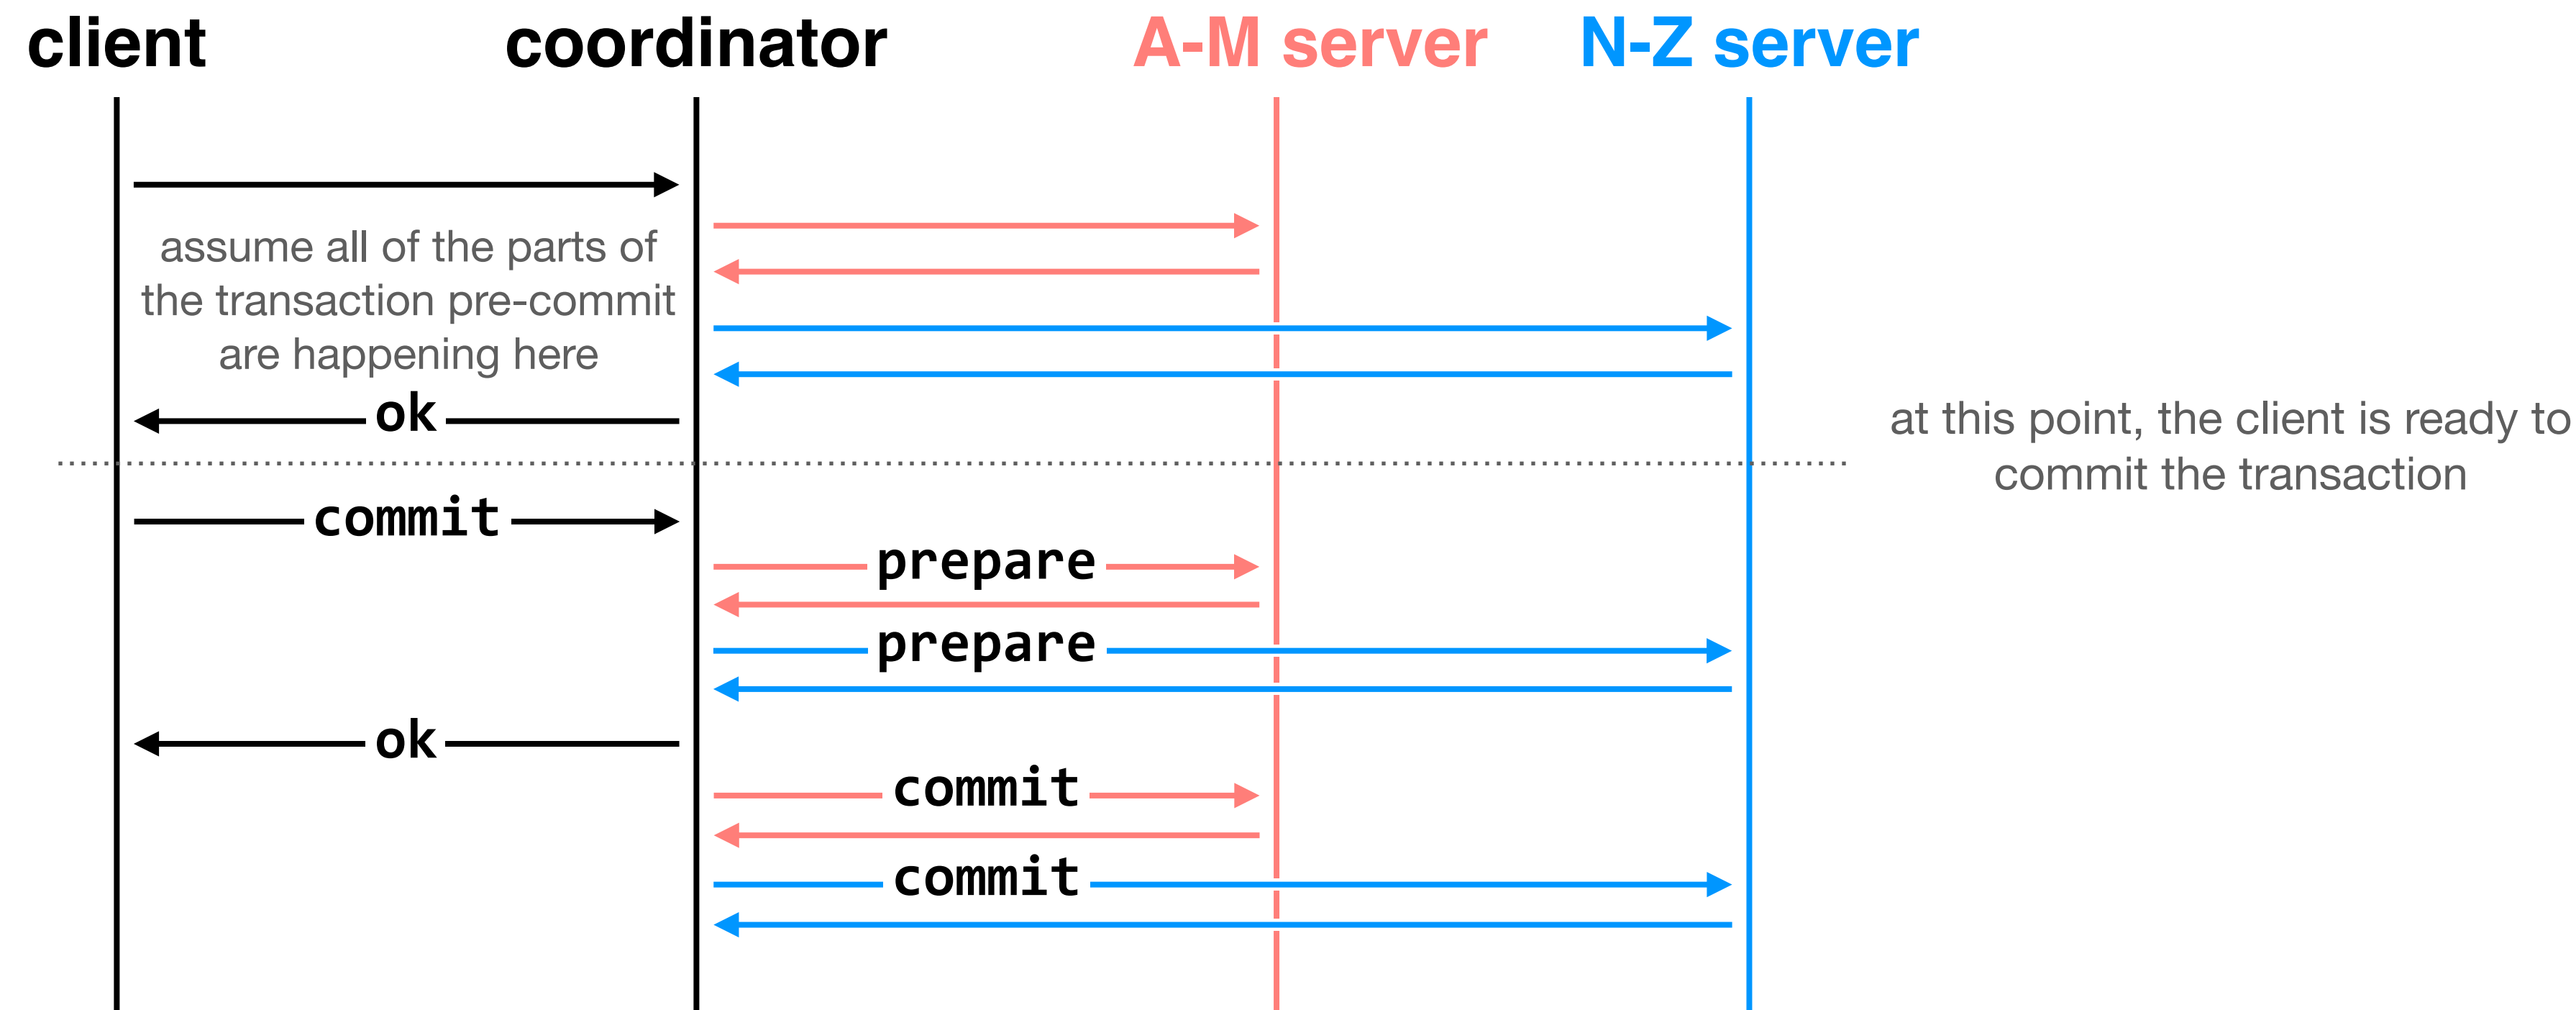 client coordinator A-M server N-Z server
assume all of the parts of
the transaction pre-commit
are happening here
ok
at this point, the client is ready to
commit the transaction
commit
prepare
prepare
ok
commit
commit